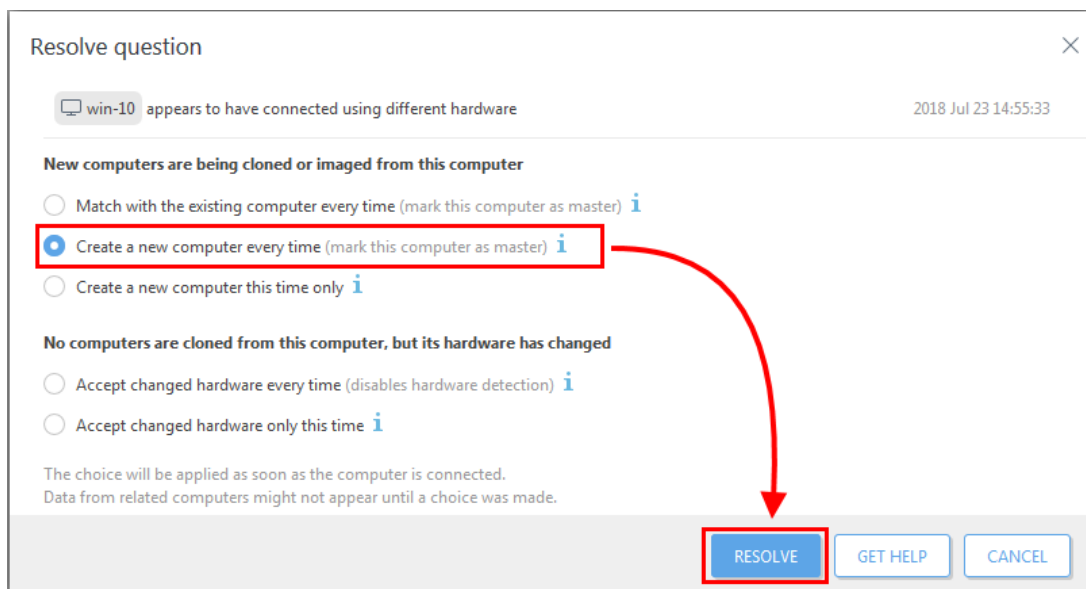 Resolve question
win-10 appears to have connected using different hardware 2018 Jul 23 14:55:33
New computers are being cloned or imaged from this computer
Match with the existing computer every time (mark this computer as master) i
Create a new computer every time (mark this computer as master) i
Create a new computer this time only i
No computers are cloned from this computer, but its hardware has changed
Accept changed hardware every time (disables hardware detection) i
Accept changed hardware only this time i
The choice will be applied as soon as the computer is connected.
Data from related computers might not appear until a choice was made.
RESOLVE GET HELP CANCEL